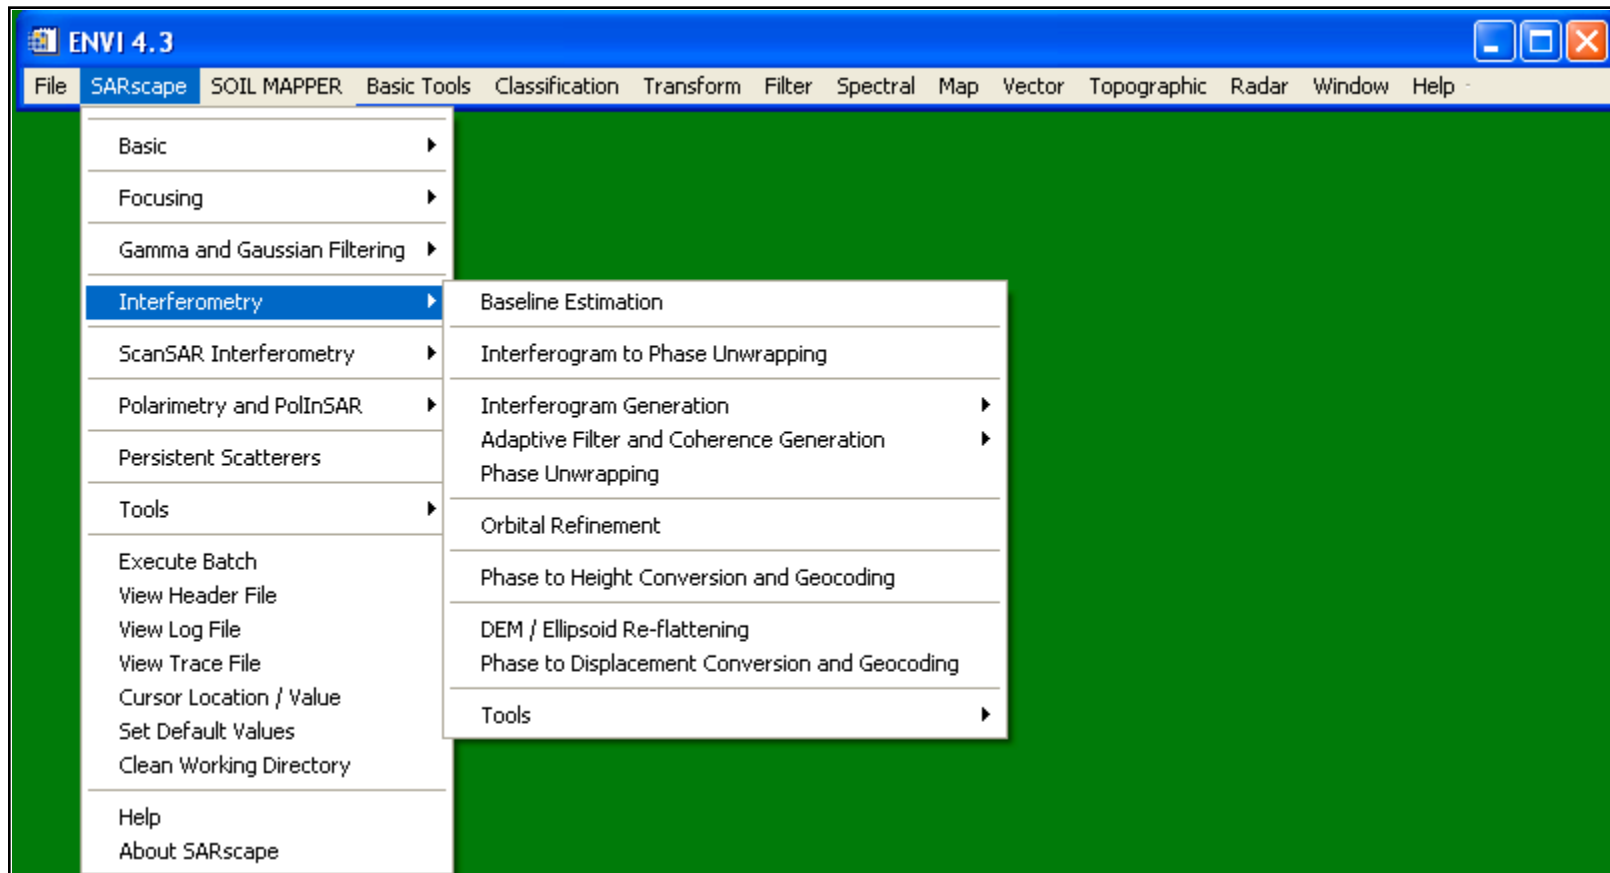 ENVI 4.3
File SARscape SOIL MAPPER Basic Tools Classification Transform Filter Spectral Map Vector Topographic Radar Window Help
Basic
Focusing
Gamma and Gaussian Filtering
Interferometry
ScanSAR Interferometry
Polarimetry and PolInSAR
Persistent Scatterers
Tools
Execute Batch
View Header File
View Log File
View Trace File
Cursor Location / Value
Set Default Values
Clean Working Directory
Help
About SARscape
Baseline Estimation
Interferogram to Phase Unwrapping
Interferogram Generation
Adaptive Filter and Coherence Generation
Phase Unwrapping
Orbital Refinement
Phase to Height Conversion and Geocoding
DEM / Ellipsoid Re-flattening
Phase to Displacement Conversion and Geocoding
Tools